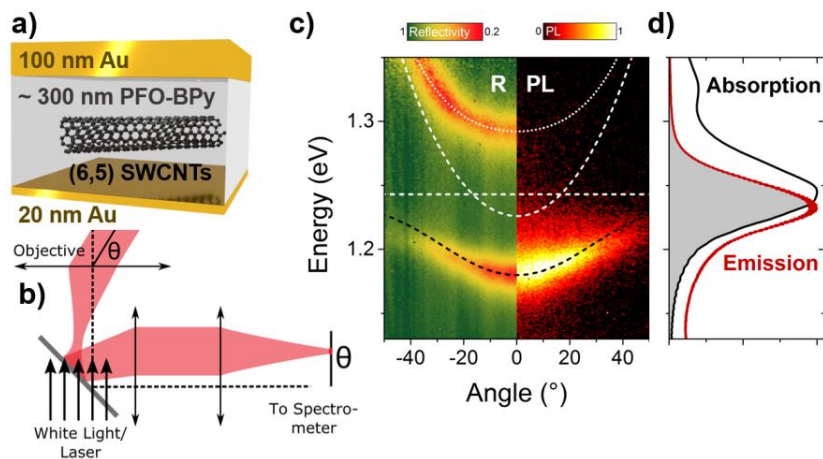 a)
100 nm Au
~ 300 nm PFO-BPy
(6,5) SWCNTs
20 nm Au
Objective
θ
b)
θ
To Spectro-
meter
White Light/
Laser
c)
1 Reflectivity 0.2
0 PL 1
R PL
1.3
1.2
Energy (eV)
-40 -20 0 20 40
Angle (°)
d)
Absorption
Emission